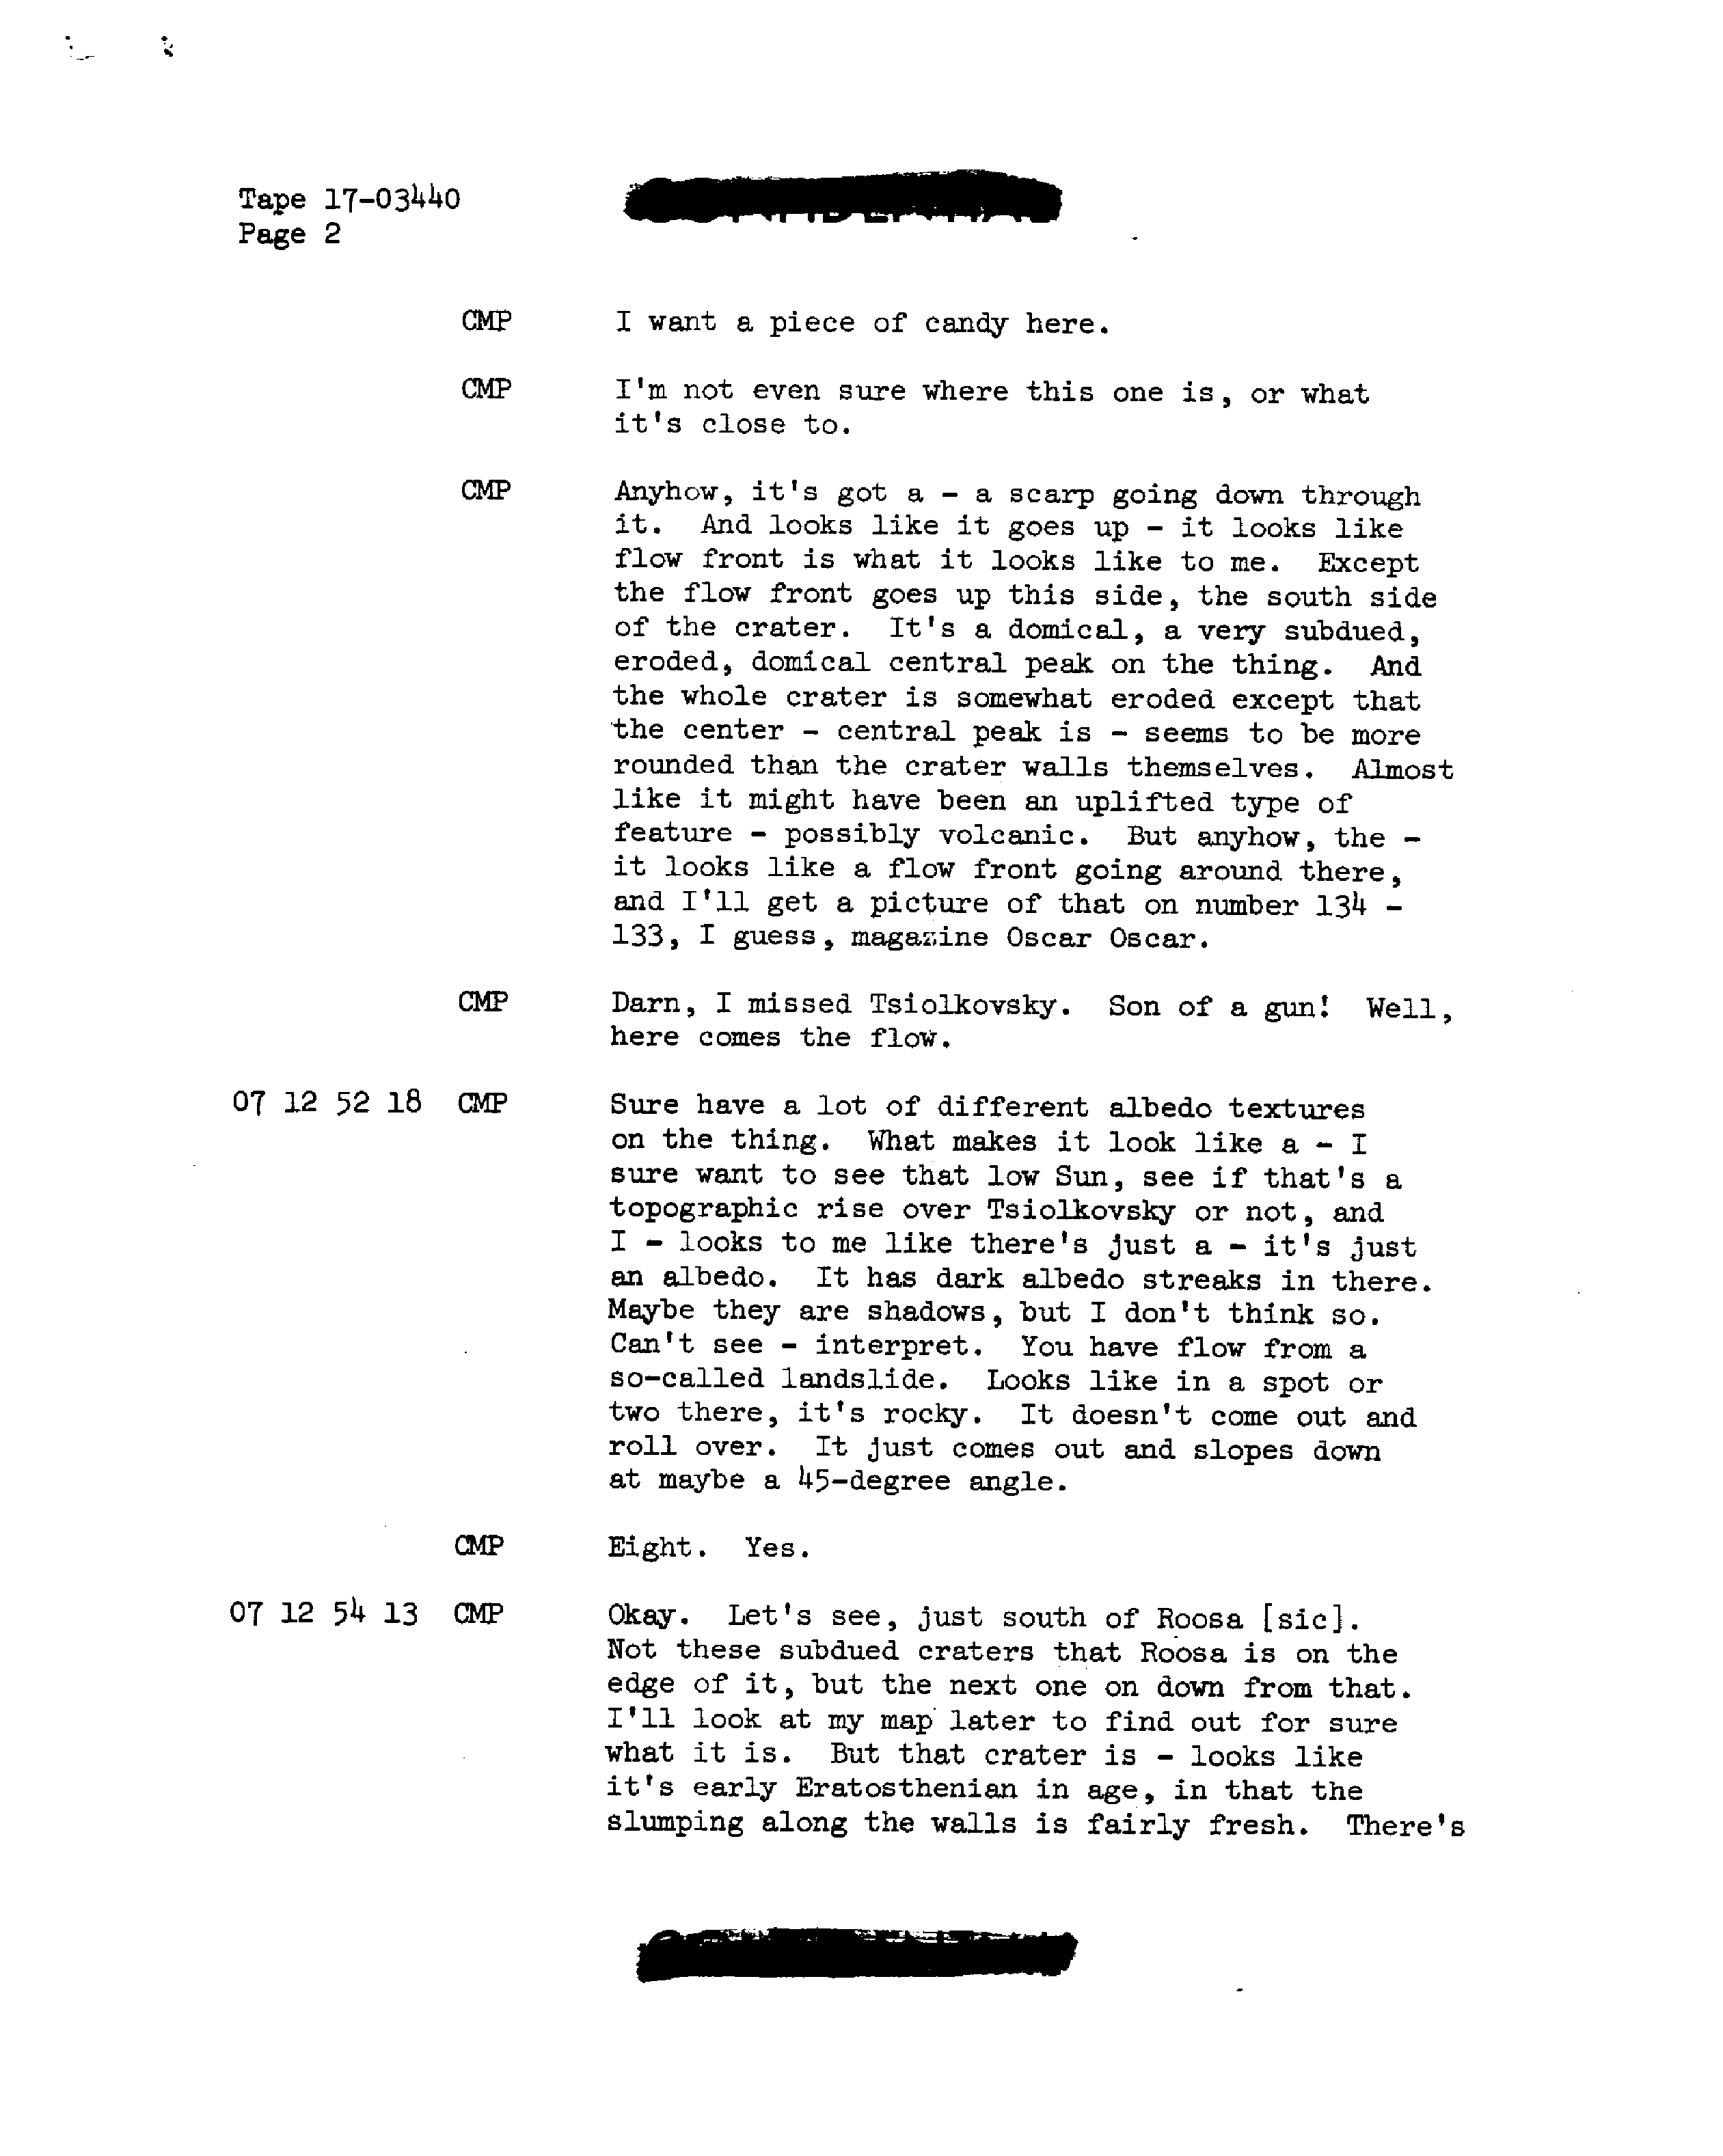 Tape 17-03440
Page 2
CMP I want a piece of candy here.
CMP I'm not even sure where this one is, or what
it's close to.
CMP Anyhow, it's got a - a scarp going down through
it. And looks like it goes up - it looks like
flow front is what it looks like to me. Except
the flow front goes up this side, the south side
of the crater. It's a domical, a very subdued,
eroded, domical central peak on the thing. And
the whole crater is somewhat eroded except that
the center - central peak is - seems to be more
rounded than the crater walls themselves. Almost
like it might have been an uplifted type of
feature - possibly volcanic. But anyhow, the -
it looks like a flow front going around there,
and I'll get a picture of that on number 134 -
133, I guess, magazine Oscar Oscar.
CMP Darn, I missed Tsiolkovsky. Son of a gun! Well,
here comes the flow.
07 12 52 18 CMP Sure have a lot of different albedo textures
on the thing. What makes it look like a - I
sure want to see that low Sun, see if that's a
topographic rise over Tsiolkovsky or not, and
I - looks to me like there's just a - it's just
an albedo. It has dark albedo streaks in there.
Maybe they are shadows, but I don't think so.
Can't see - interpret. You have flow from a
so-called landslide. Looks like in a spot or
two there, it's rocky. It doesn't come out and
roll over. It just comes out and slopes down
at maybe a 45-degree angle.
CMP Eight. Yes.
07 12 54 13 CMP Okay. Let's see, just south of Roosa [sic].
Not these subdued craters that Roosa is on the
edge of it, but the next one on down from that.
I'll look at my map later to find out for sure
what it is. But that crater is - looks like
it's early Eratosthenian in age, in that the
slumping along the walls is fairly fresh. There's